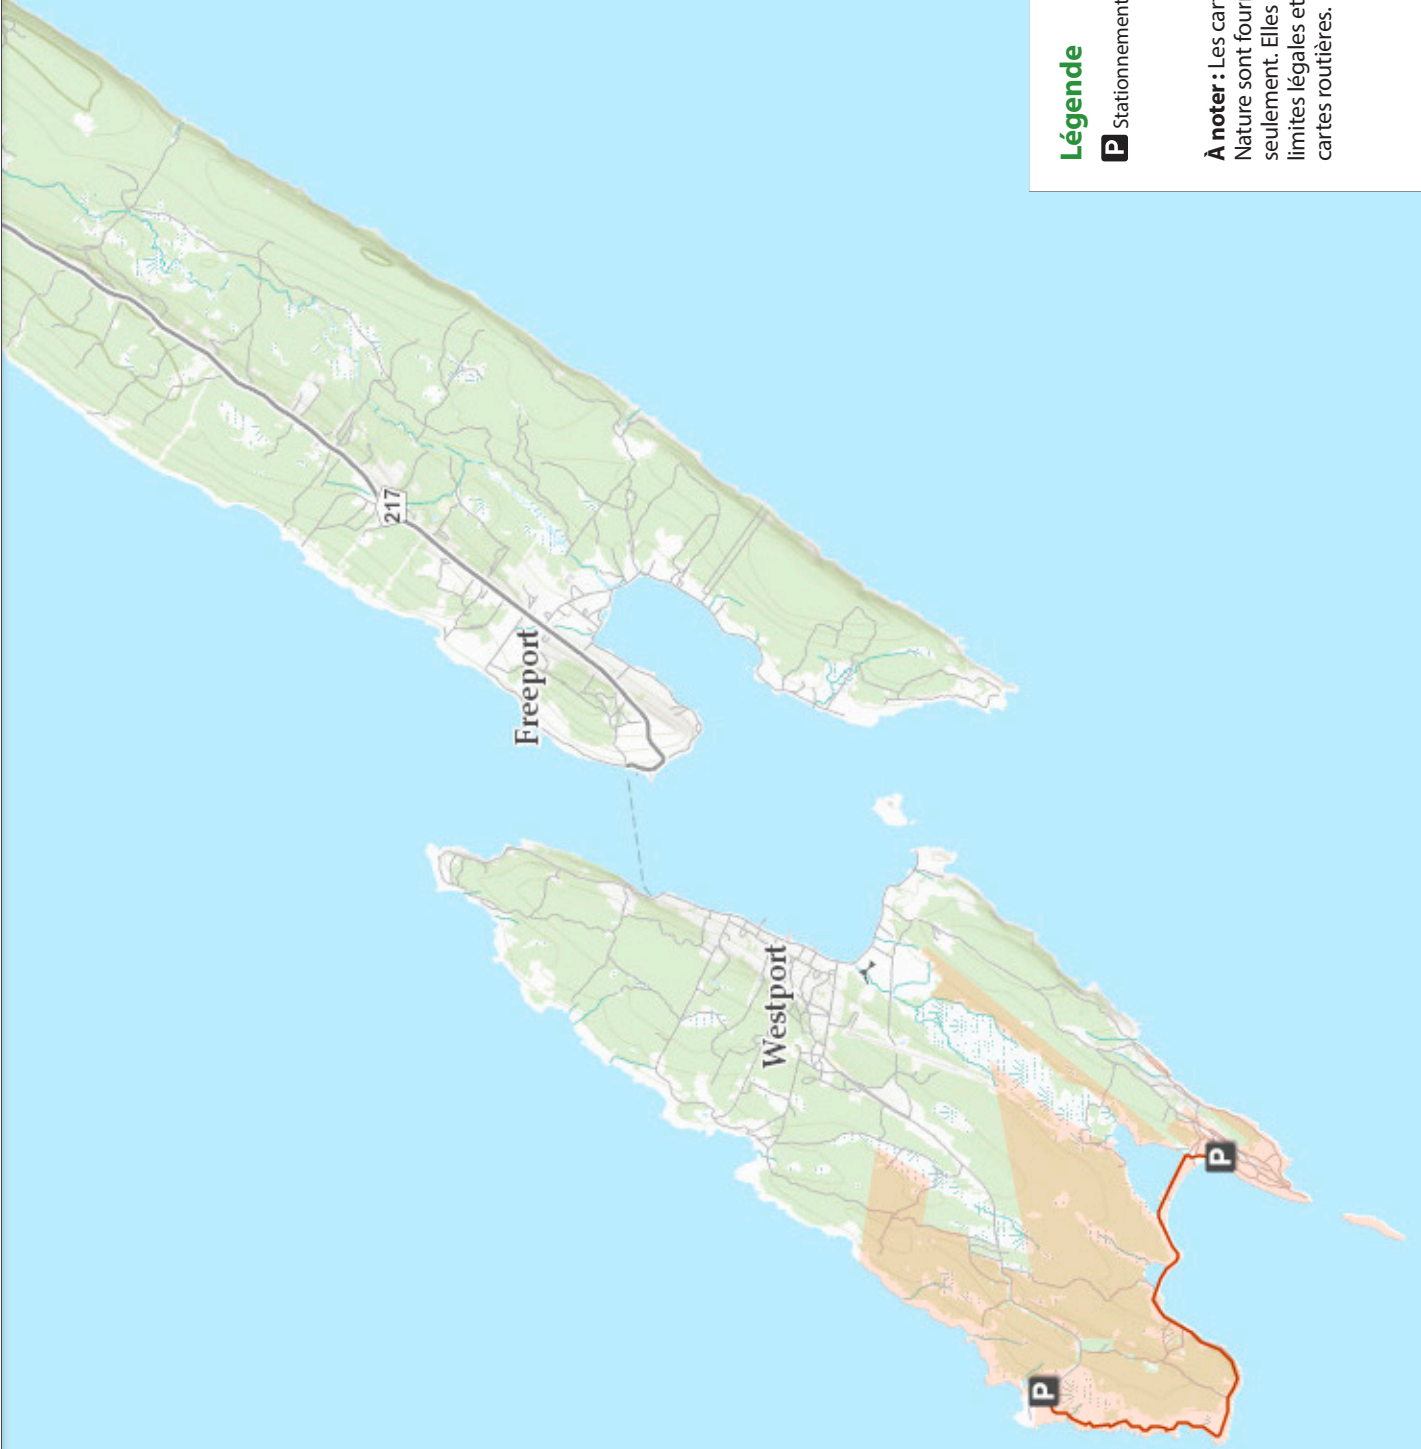 217
Freeport
Westport
P
P
Légende
P Stationnement
À noter : Les car
Nature sont four
seulement. Elles
limites légales et
cartes routières.